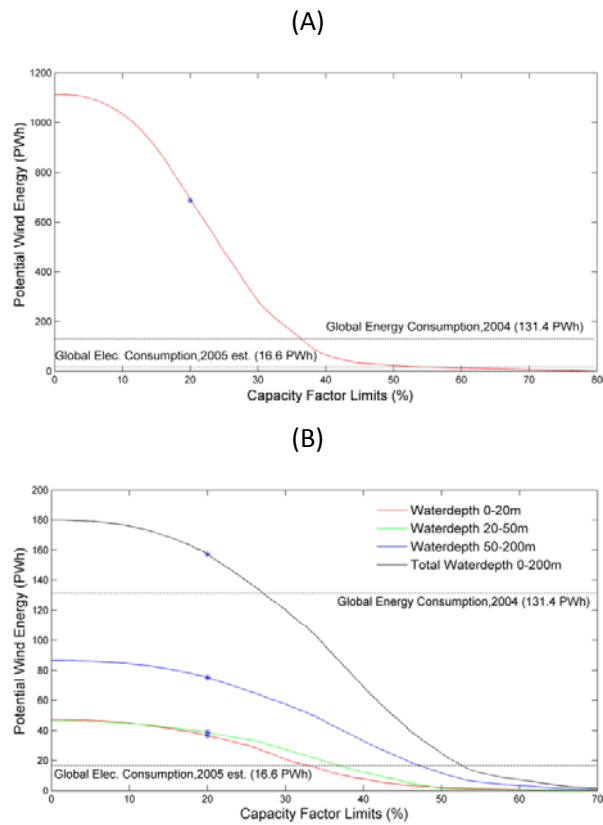 (A)
1200
1000
800
600
400
200
0
Potential Wind Energy (PWh)
Global Energy Consumption,2004 (131.4 PWh)
Global Elec. Consumption,2005 est. (16.6 PWh)
0 10 20 30 40 50 60 70 80
Capacity Factor Limits (%)
(B)
200
180
160
140
120
100
80
60
40
20
0
Potential Wind Energy (PWh)
Waterdepth 0-20m
Waterdepth 20-50m
Waterdepth 50-200m
Total Waterdepth 0-200m
Global Energy Consumption,2004 (131.4 PWh)
Global Elec. Consumption,2005 est. (16.6 PWh)
0 10 20 30 40 50 60 70
Capacity Factor Limits (%)